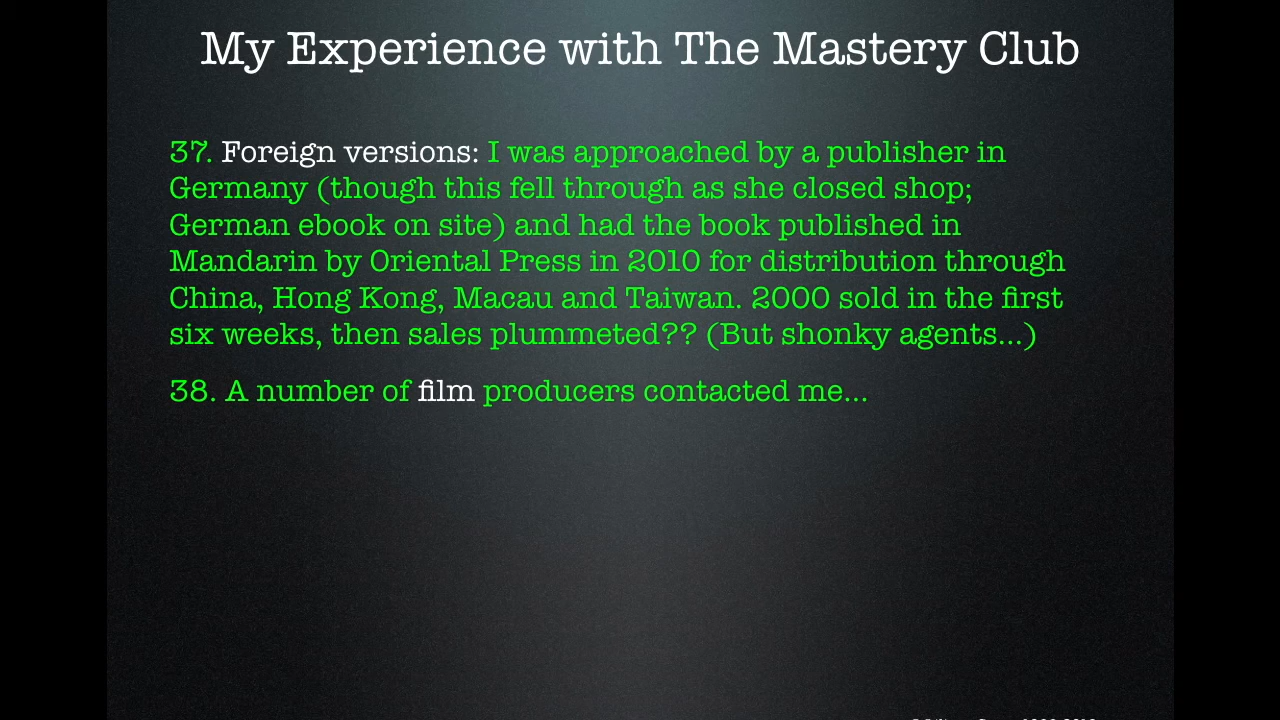 My Experience with The Mastery Club
37. Foreign versions: I was approached by a publisher in
Germany (though this fell through as she closed shop;
German ebook on site) and had the book published in
Mandarin by Oriental Press in 2010 for distribution through
China, Hong Kong, Macau and Taiwan. 2000 sold in the first
six weeks, then sales plummeted?? (But shonky agents...)
38. A number of film producers contacted me...